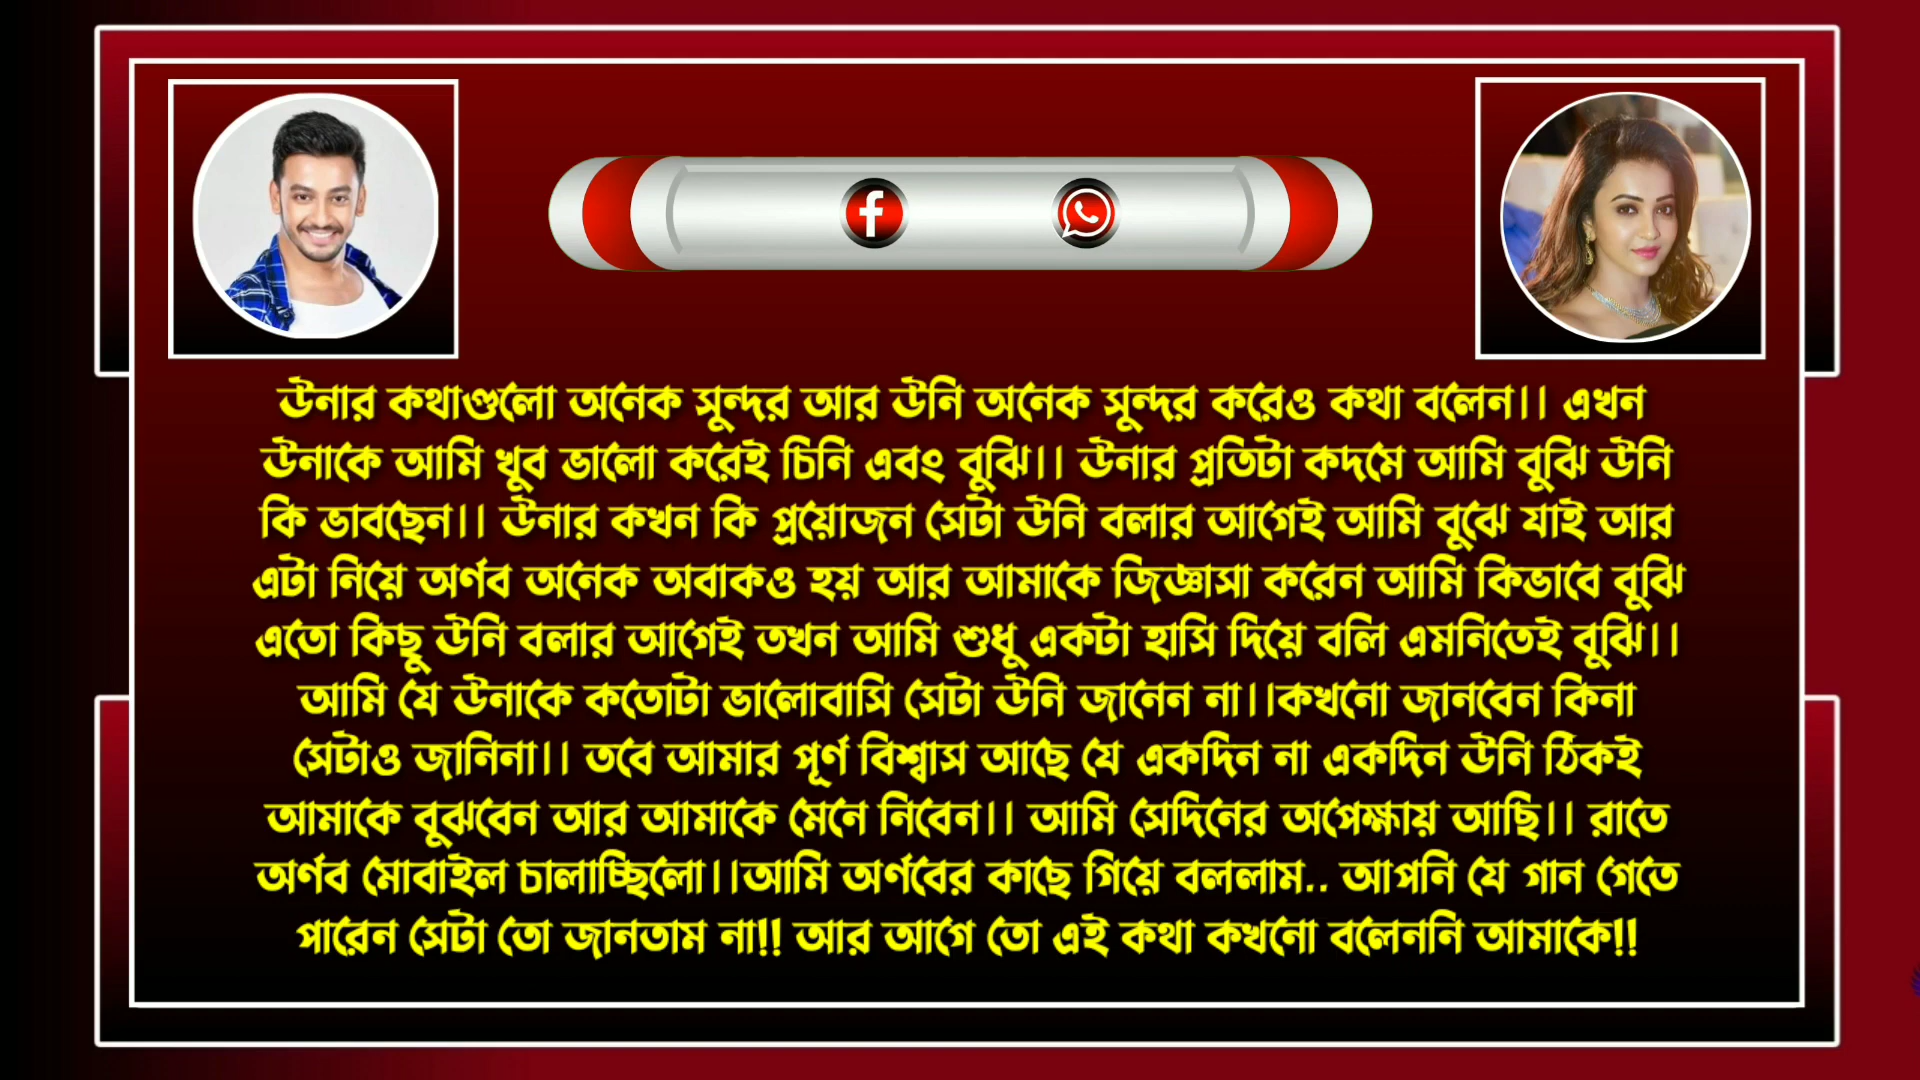 উনার কথাগুলো অনেক সুন্দর আর উনি অনেক সুন্দর করেও কথা বলেন।। এখন
উনাকে আমি খুব ভালো করেই চিনি এবং বুঝি।। উনার প্রতিটা কদমে আমি বুঝি উনি
কি ভাবছেন।। উনার কখন কি প্রয়োজন সেটা উনি বলার আগেই আমি বুঝে যাই আর
এটা নিয়ে অর্ণব অনেক অবাকও হয় আর আমাকে জিজ্ঞাসা করেন আমি কিভাবে বুঝি
এতো কিছু উনি বলার আগেই তখন আমি শুধু একটা হাসি দিয়ে বলি এমনিতেই বুঝি।।
আমি যে উনাকে কতোটা ভালোবাসি সেটা উনি জানেন না।।কখনো জানবেন কিনা
সেটাও জানিনা।। তবে আমার পূর্ণ বিশ্বাস আছে যে একদিন না একদিন উনি ঠিকই
আমাকে বুঝবেন আর আমাকে মেনে নিবেন।। আমি সেদিনের অপেক্ষায় আছি।। রাতে
অর্ণব মোবাইল চালাচ্ছিলো।।আমি অর্ণবের কাছে গিয়ে বললাম.. আপনি যে গান গেতে
পারেন সেটা তো জানতাম না!! আর আগে তো এই কথা কখনো বলেননি আমাকে!!